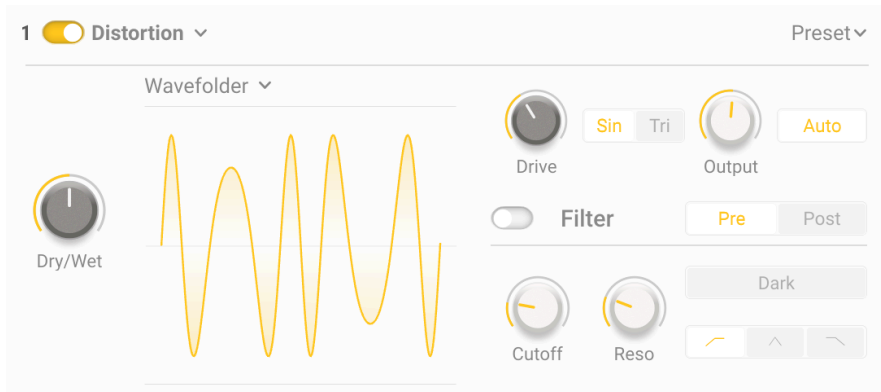 1 Distortion
Preset
Wavefolder
Sin Tri
Auto
Drive
Output
Dry/Wet
Filter
Pre Post
Dark
Cutoff
Reso